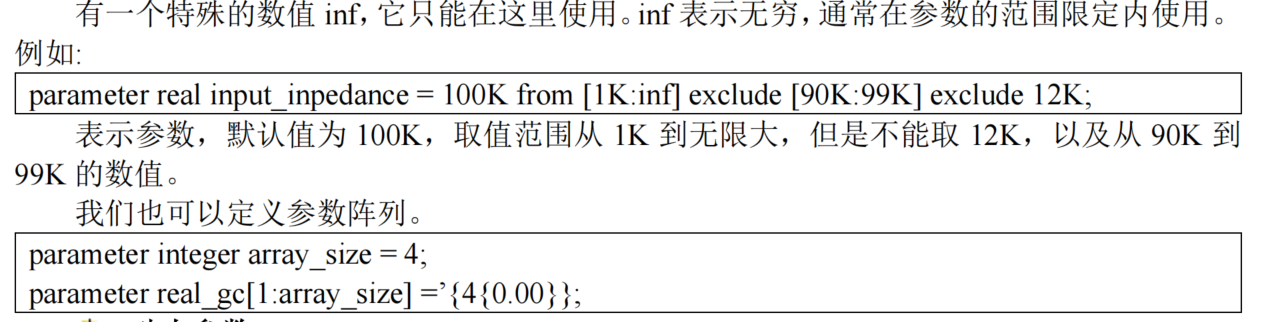 有一个特殊的数值 inf，它只能在这里使用。inf 表示无穷，通常在参数的范围限定内使用。
例如:
parameter real input_inpedance = 100K from [1K:inf] exclude [90K:99K] exclude 12K;
表示参数，默认值为 100K，取值范围从 1K 到无限大，但是不能取 12K，以及从 90K 到
99K 的数值。
我们也可以定义参数阵列。
parameter integer array_size = 4;
parameter real_gc[1:array_size] =’{4{0.00}};